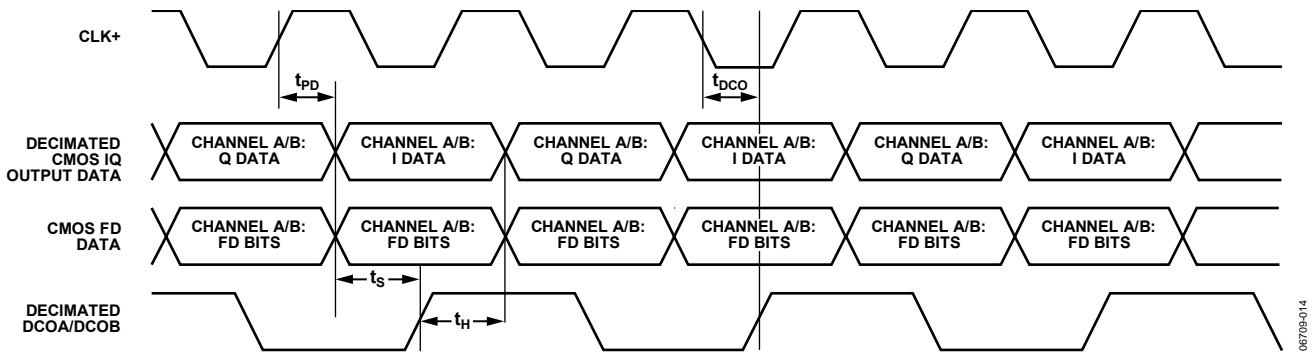 CLK+
tPD
tDCO
DECIMATED
CMOS IQ
OUTPUT DATA
CHANNEL A/B:
Q DATA
CHANNEL A/B:
I DATA
CHANNEL A/B:
Q DATA
CHANNEL A/B:
I DATA
CHANNEL A/B:
Q DATA
CHANNEL A/B:
I DATA
CMOS FD
DATA
CHANNEL A/B:
FD BITS
CHANNEL A/B:
FD BITS
CHANNEL A/B:
FD BITS
CHANNEL A/B:
FD BITS
CHANNEL A/B:
FD BITS
CHANNEL A/B:
FD BITS
tS
DECIMATED
DCOA/DCOB
tH
06709-014